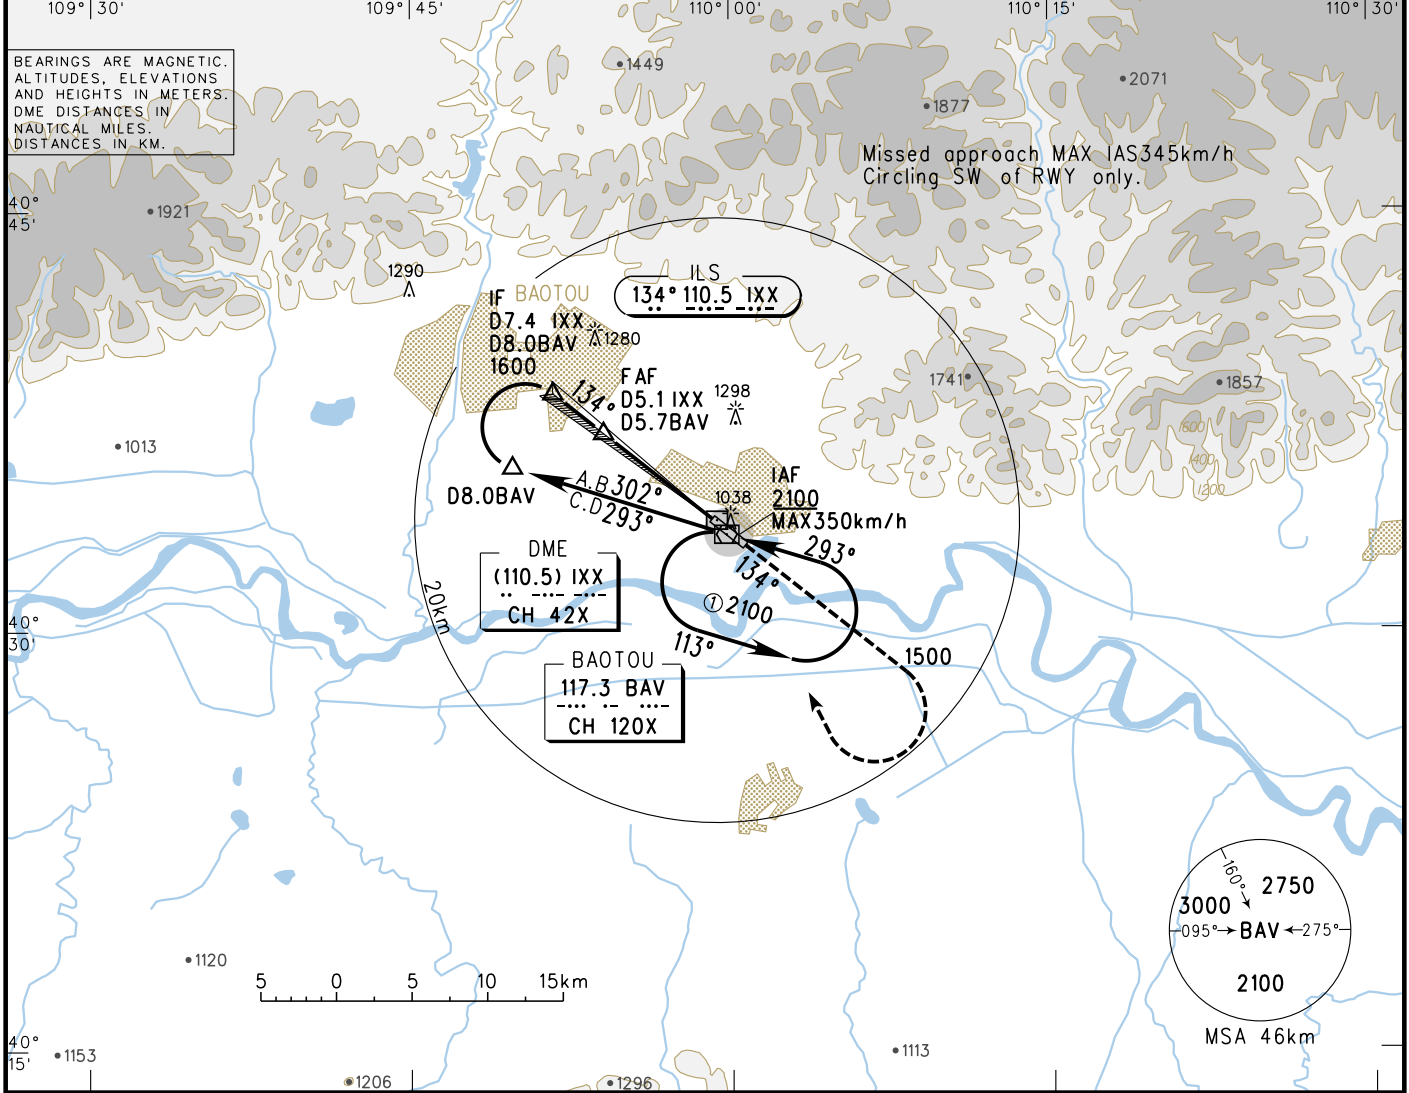 109° 30'
109° 45'
110° 00'
110° 15'
110° 30'
BEARINGS ARE MAGNETIC.
ALTITUDES, ELEVATIONS
AND HEIGHTS IN METERS.
DME DISTANCES IN
NAUTICAL MILES.
DISTANCES IN KM.
1449
2071
1877
Missed approach MAX IAS345km/h
Circling SW of RWY only.
40°
45'
1921
1290
ILS
134° 110.5 IXX
IF
BAOTOU
D7.4 IXX
D8.0BAV
1600
1280
134°
FAF
D5.1 IXX
D5.7BAV
1298
1741
1857
1600
1400
1200
1013
D8.0BAV
A.B302°
C.D293°
1038
IAF
2100
MAX350km/h
293°
134°
①2100
113°
DME
(110.5) IXX
CH 42X
20km
40°
30'
1500
BAOTOU
117.3 BAV
CH 120X
160°
2750
3000
095°
BAV
275°
2100
MSA 46km
1120
5 0 5 10 15km
40°
15'
1153
1206
1296
1113